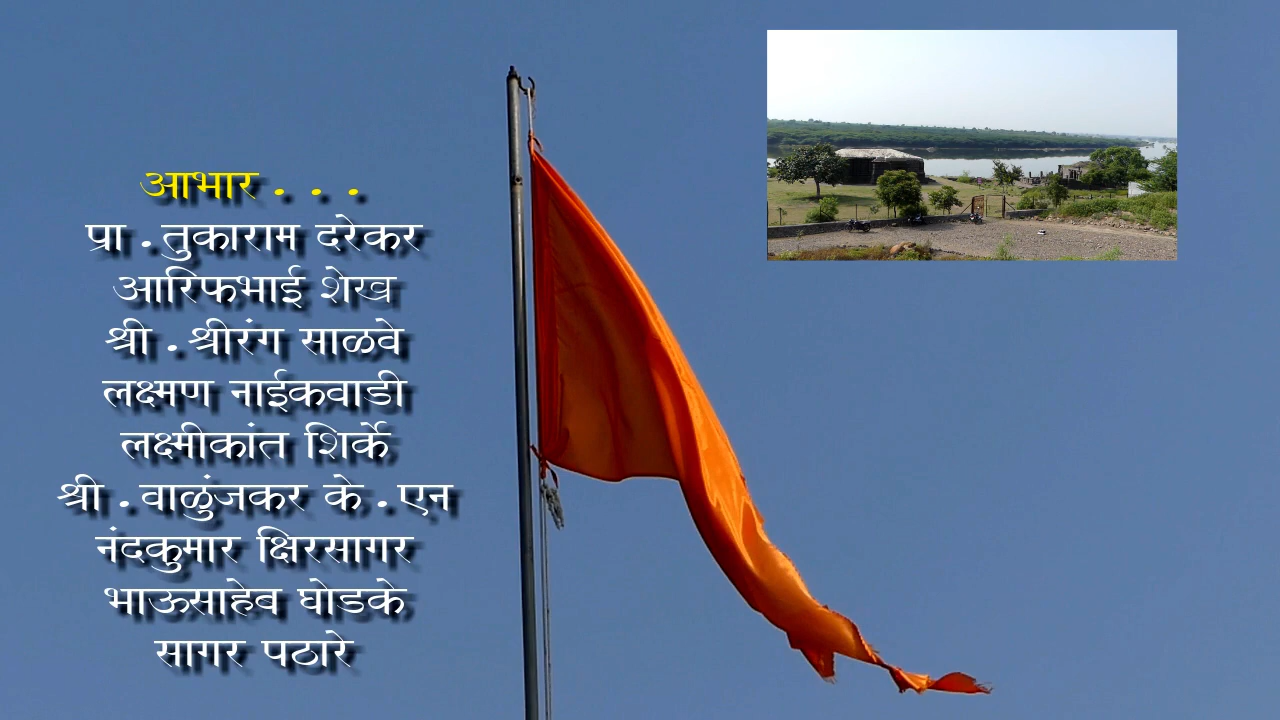 आभार . . .
प्रा . तुकाराम दरेकर
आरिफभाई शेख
श्री . श्रीरंग साळवे
लक्ष्मण नाईकवाडी
लक्ष्मीकांत शिर्के
श्री . वाळुंजकर के . एन
नंदकुमार क्षिरसागर
भाऊसाहेब घोडके
सागर पठारे